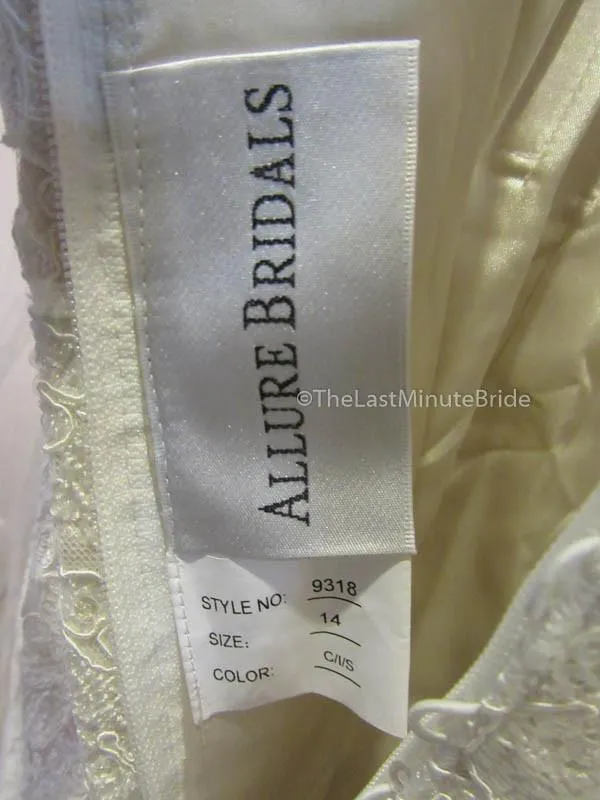 ALLURE BRIDALS
©TheLastMinuteBride
STYLE NO: 9318
SIZE: 14
COLOR: C/I/S